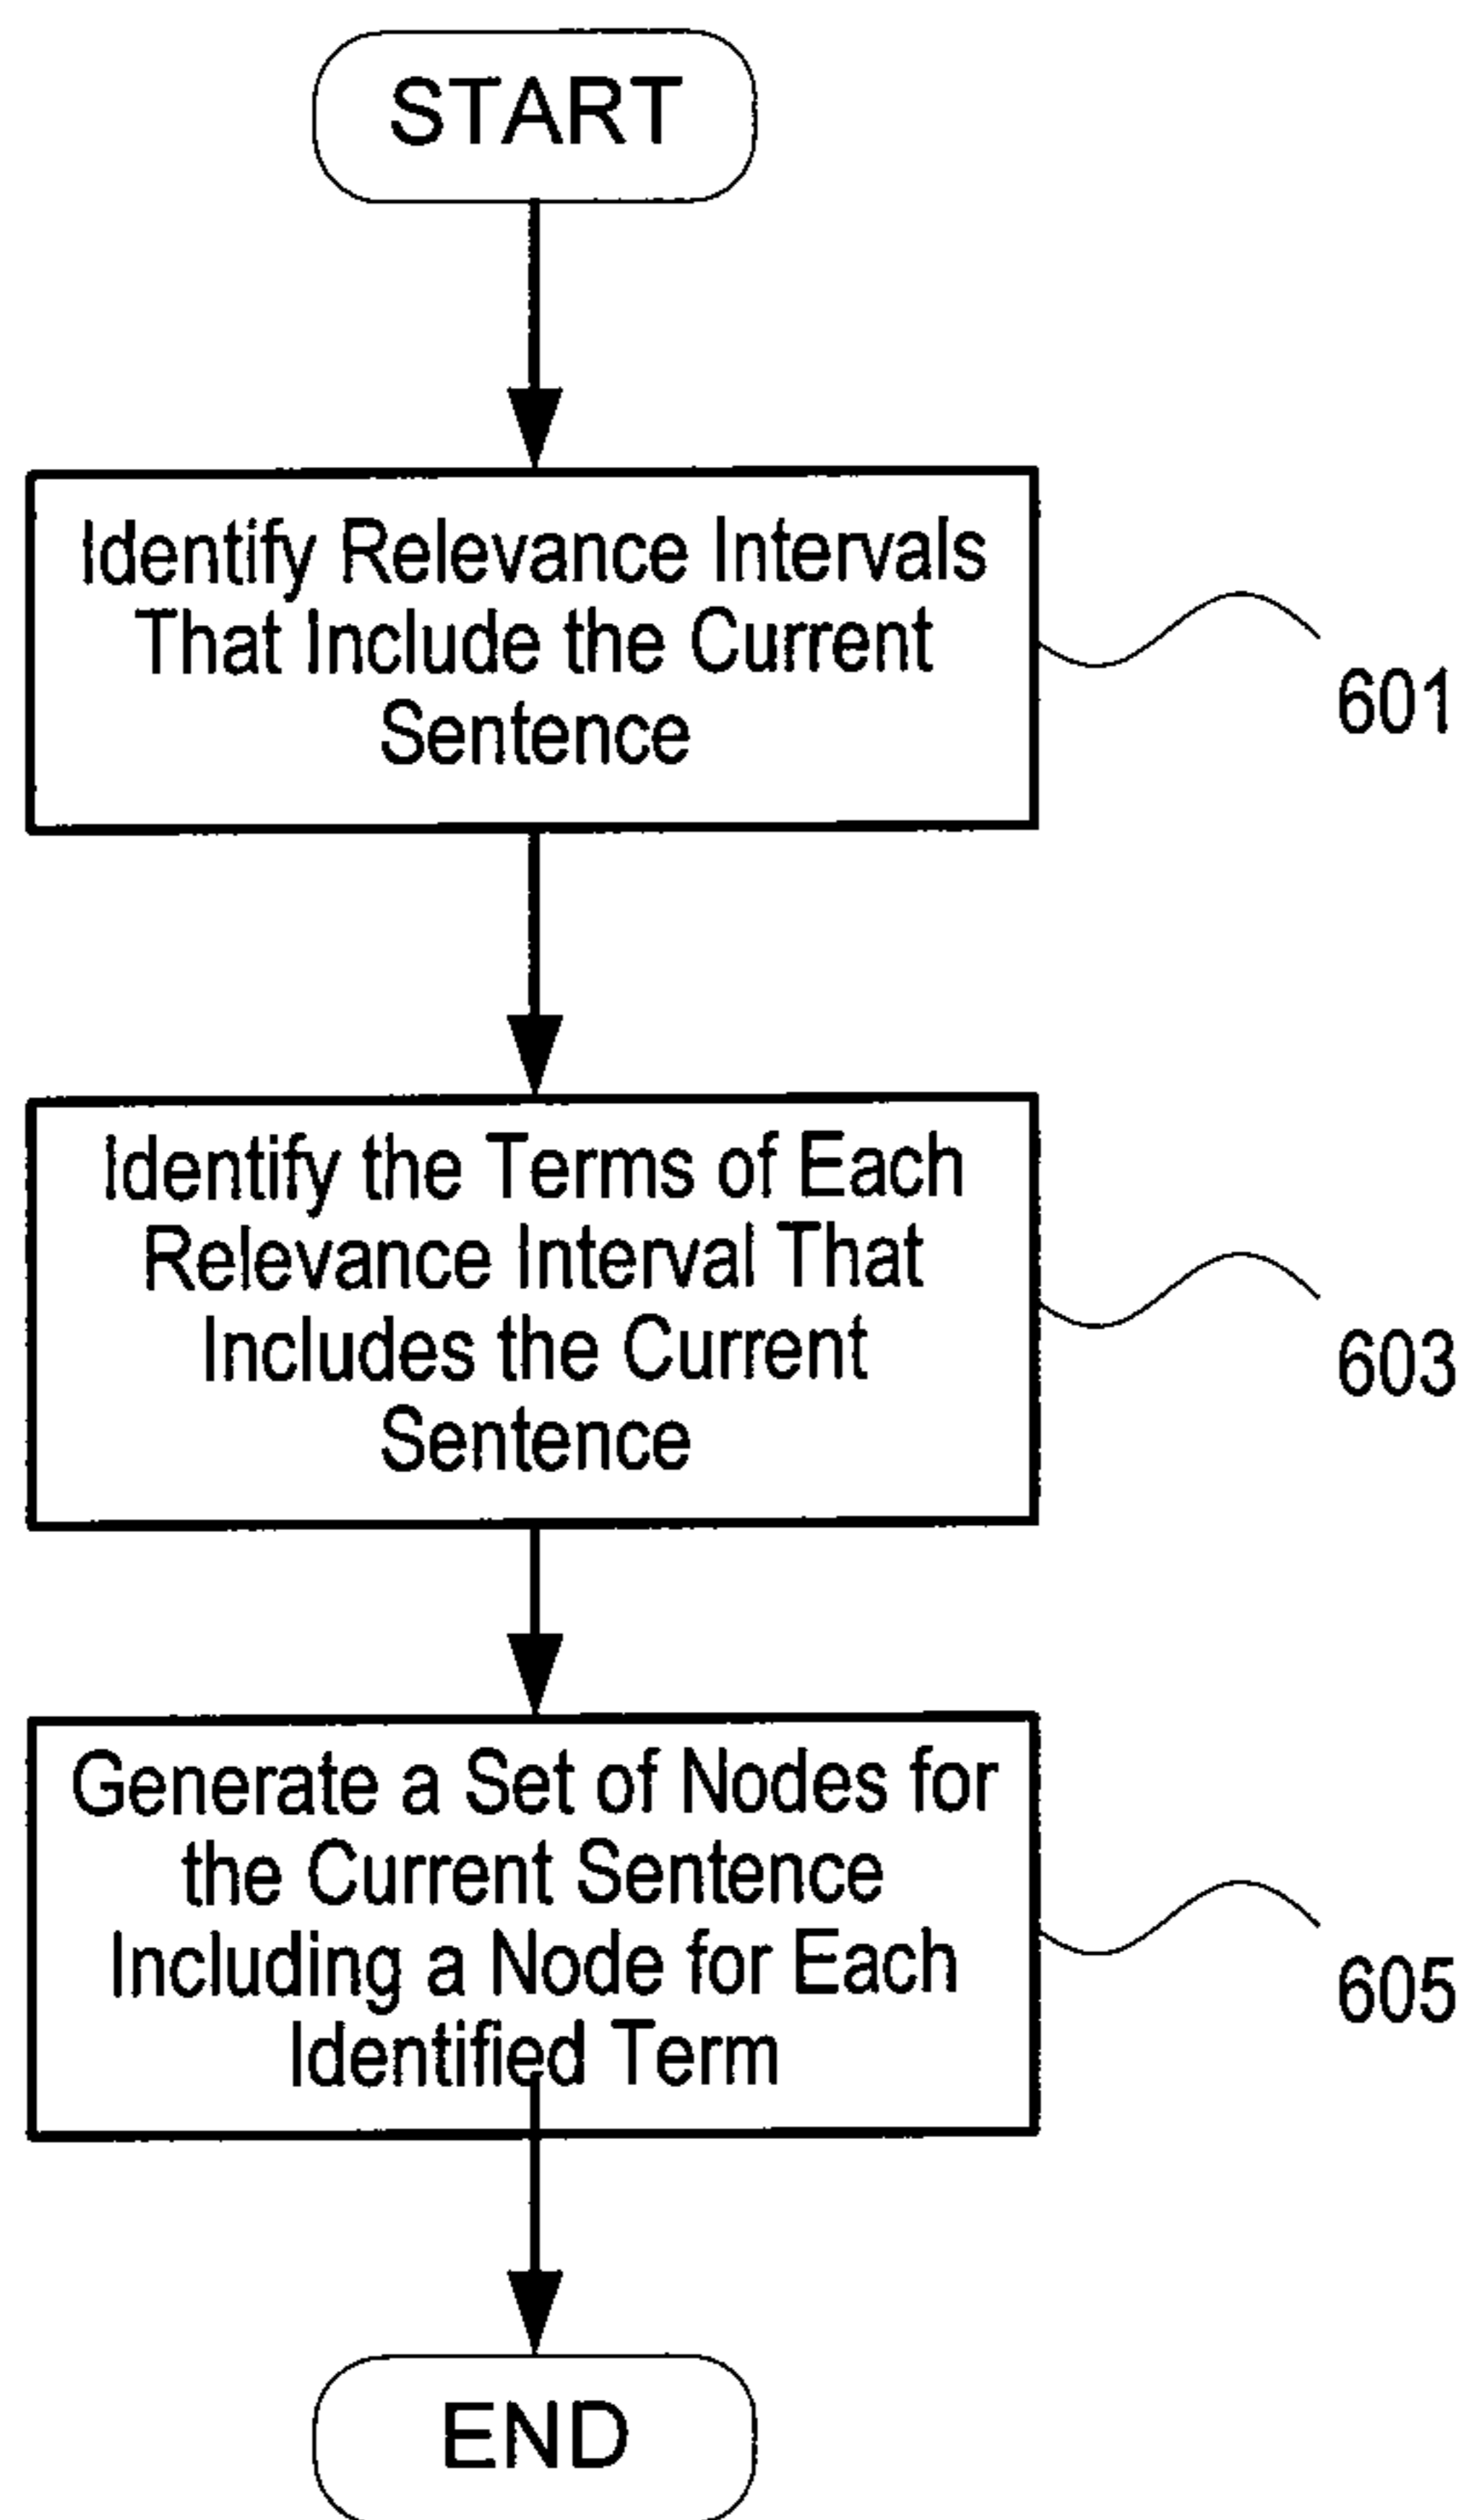 START
Identify Relevance Intervals
That Include the Current
Sentence
601
Identify the Terms of Each
Relevance Interval That
Includes the Current
Sentence
603
Generate a Set of Nodes for
the Current Sentence
Including a Node for Each
Identified Term
605
END